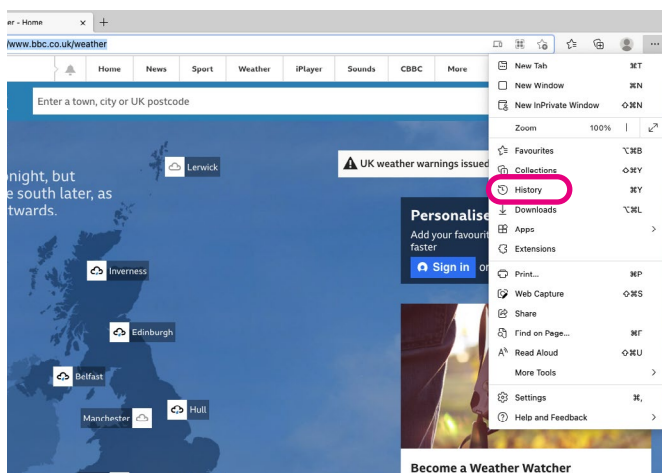 er - Home × +
/www.bbc.co.uk/weather
Home News Sport Weather iPlayer Sounds CBBC More
Enter a town, city or UK postcode
onight, but
e south later, as
twards.
Lerwick
Inverness
Edinburgh
Belfast
Manchester
Hull
UK weather warnings issued
Personalise
Add your favourit
faster
Sign in or
Become a Weather Watcher
New Tab ⌘T
New Window ⌘N
New InPrivate Window ⇧⌘N
Zoom 100%
Favourites ⌥⌘B
Collections ⇧⌘Y
History ⌘Y
Downloads ⌥⌘L
Apps >
Extensions
Print... ⌘P
Web Capture ⇧⌘S
Share
Find on Page... ⌘F
Read Aloud ⇧⌘U
More Tools >
Settings ⌘,
Help and Feedback >